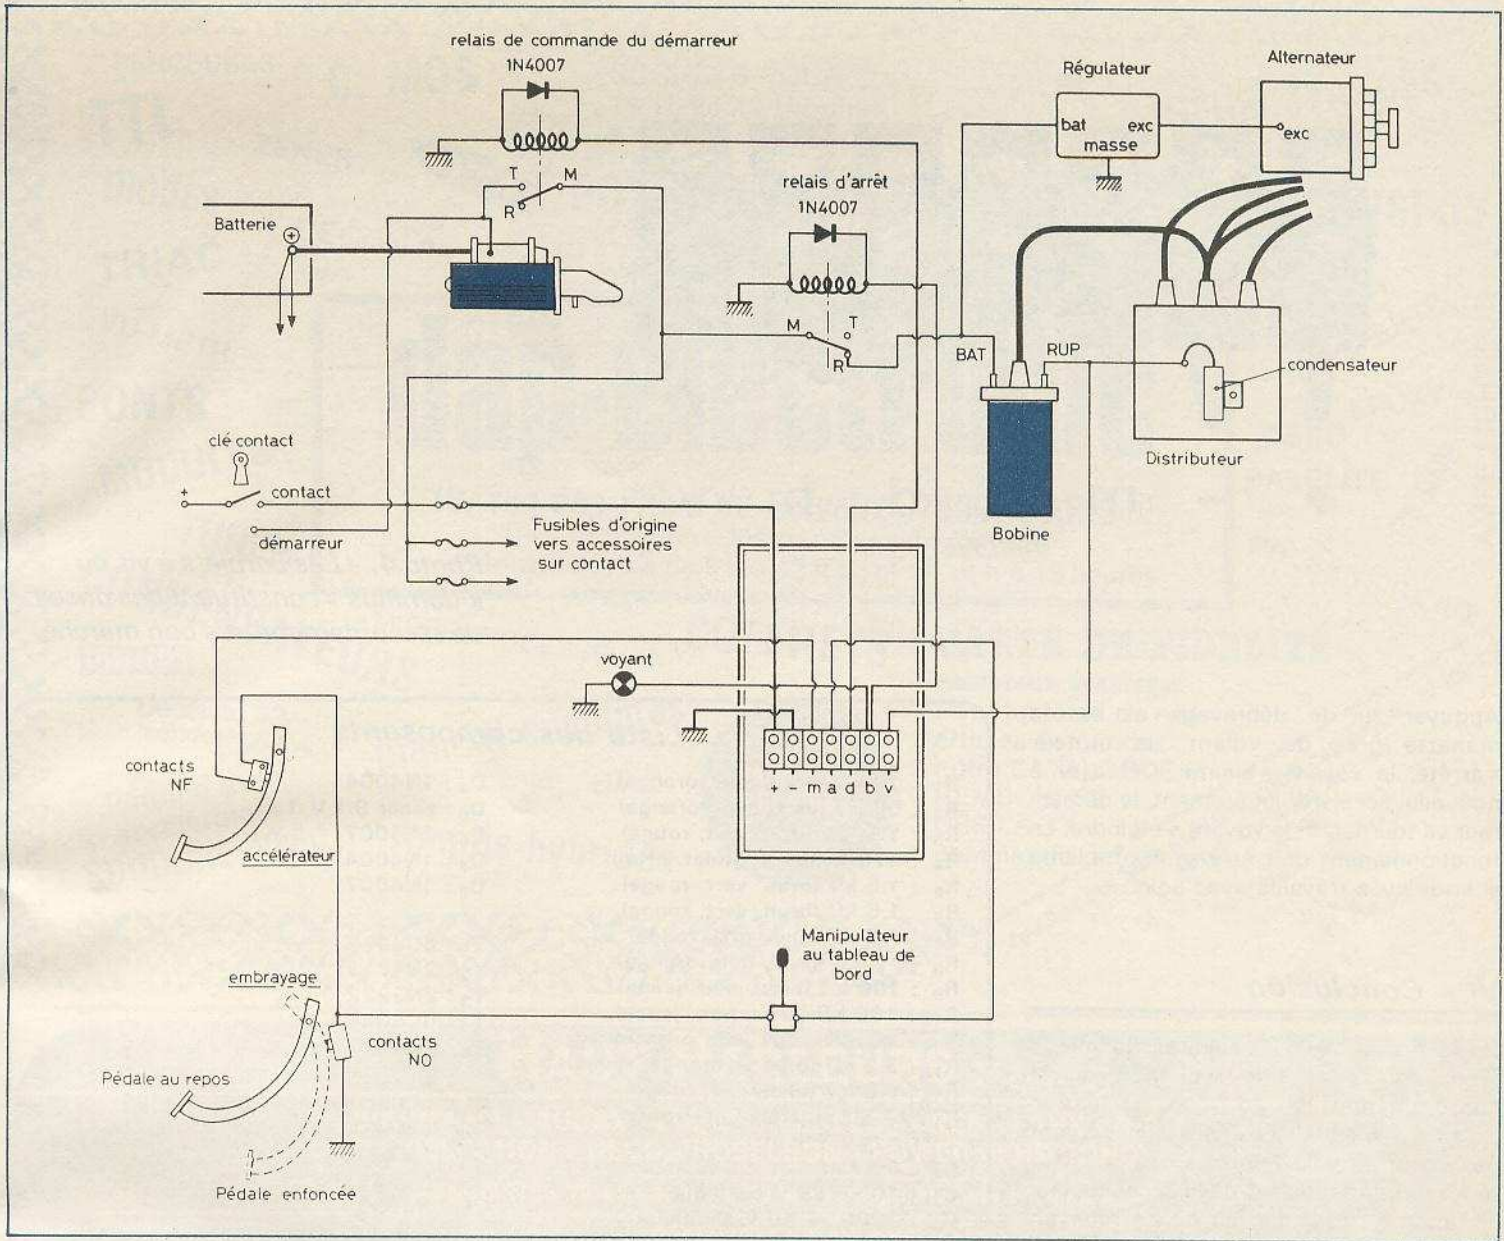 relais de commande du démarreur
1N4007
T
M
R
Batterie
+
relais d'arrêt
1N4007
M
T
R
Régulateur
bat
exc
masse
Alternateur
exc
BAT
RUP
condensateur
Distributeur
Bobine
clé contact
+
contact
démarreur
Fusibles d'origine
vers accessoires
sur contact
voyant
+ - m a d b v
contacts
NF
accélérateur
Manipulateur
au tableau de
bord
embrayage
contacts
NO
Pédale au repos
Pédale enfoncée